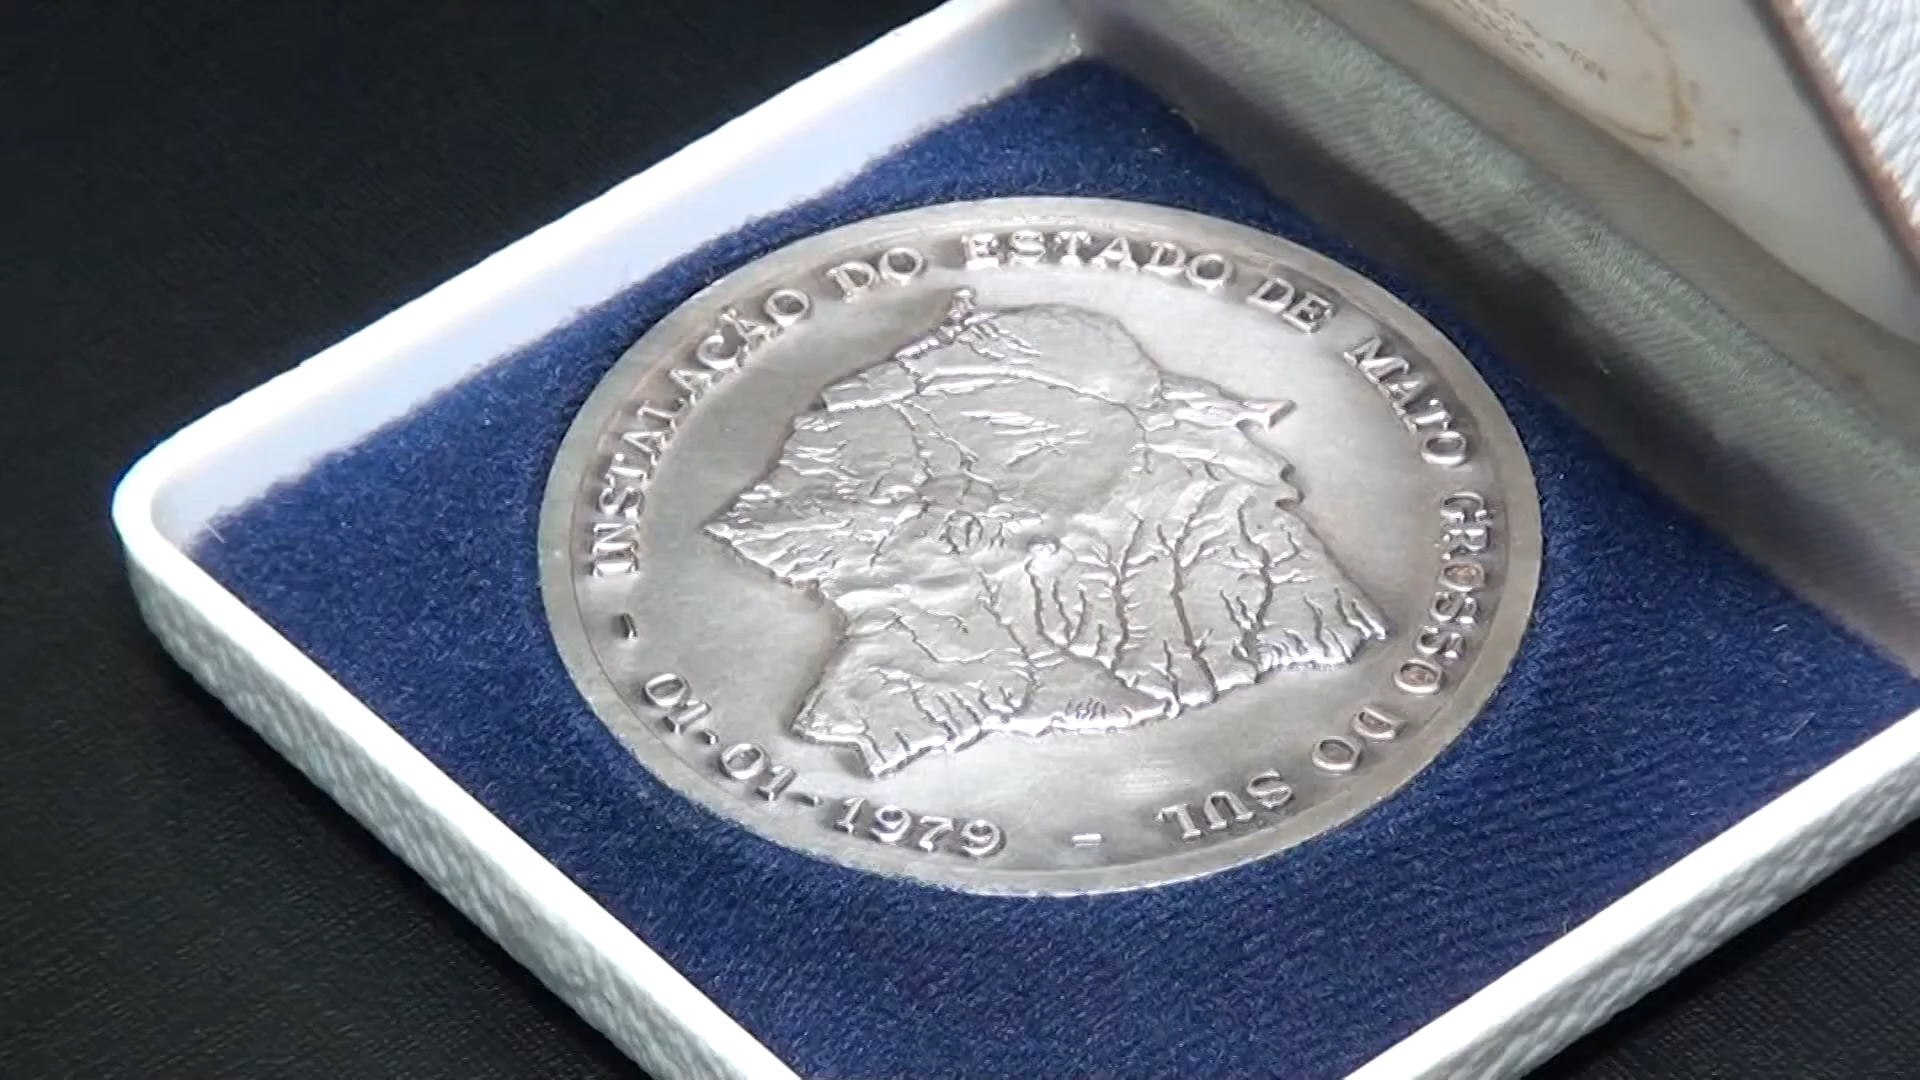 INSTALAÇÃO DO ESTADO DE MATO GROSSO DO SUL
- 01-01-1979 -